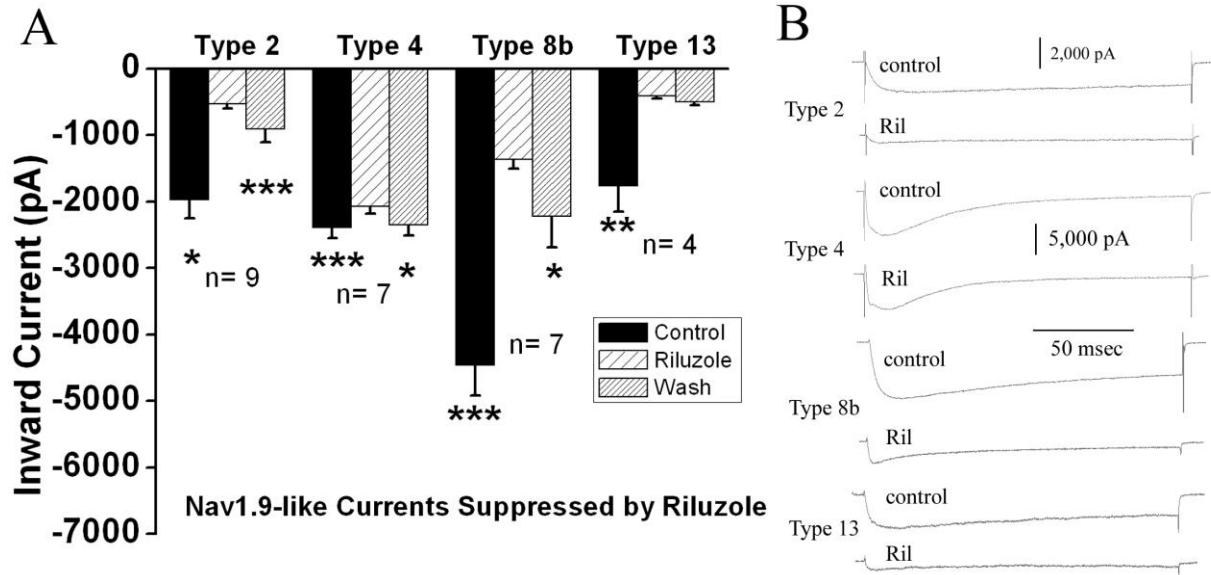 A
Type 2 Type 4 Type 8b Type 13
0
-1000
-2000
-3000
-4000
-5000
-6000
-7000
Inward Current (pA)
*
***
n= 9
***
*
n= 7
***
*
n= 7
**
n= 4
Control
Riluzole
Wash
Nav1.9-like Currents Suppressed by Riluzole
B
2,000 pA
control
Type 2
Ril
control
Type 4
5,000 pA
Ril
50 msec
control
Type 8b
Ril
control
Type 13
Ril